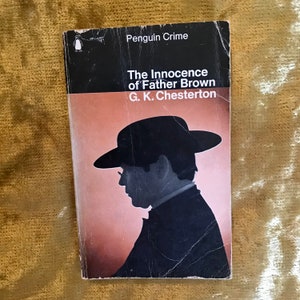 Penguin Crime
The Innocence
of Father Brown
G. K. Chesterton